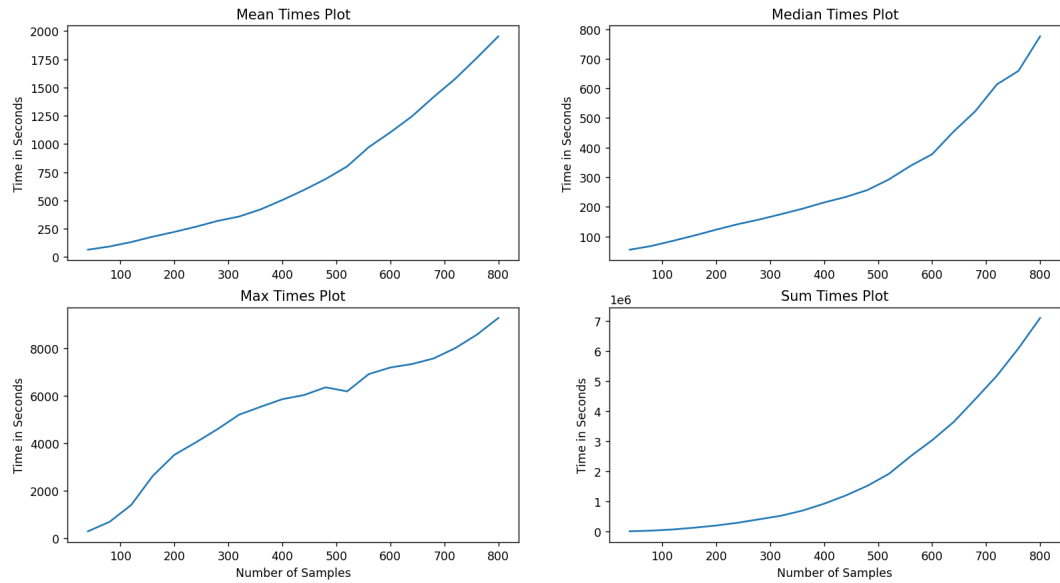 Mean Times Plot
Time in Seconds
2000
1750
1500
1250
1000
750
500
250
0
100 200 300 400 500 600 700 800
Median Times Plot
Time in Seconds
800
700
600
500
400
300
200
100
100 200 300 400 500 600 700 800
Max Times Plot
Time in Seconds
8000
6000
4000
2000
0
100 200 300 400 500 600 700 800
Number of Samples
Sum Times Plot
1e6
Time in Seconds
7
6
5
4
3
2
1
0
100 200 300 400 500 600 700 800
Number of Samples